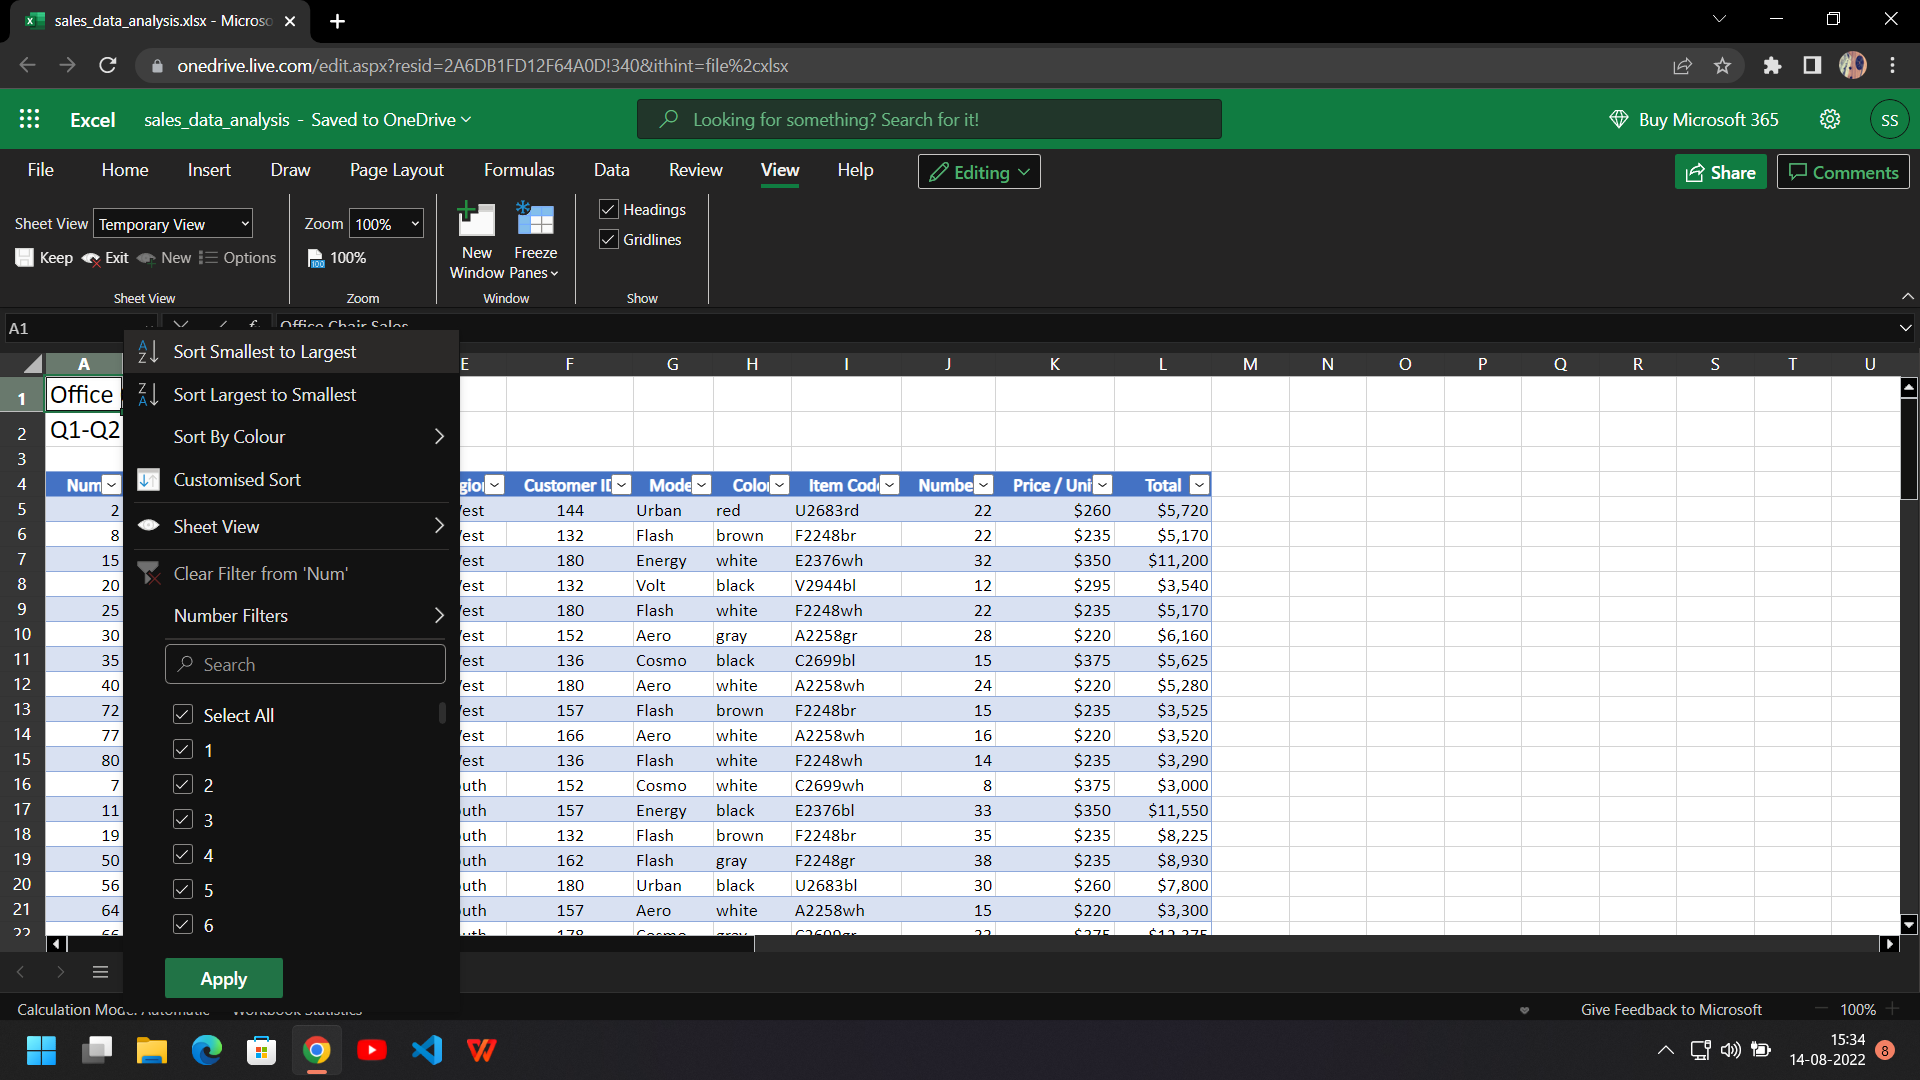 sales_data_analysis.xlsx - Microso
onedrive.live.com/edit.aspx?resid=2A6DB1FD12F64A0D!340&ithint=file%2cxlsx
Excel sales_data_analysis - Saved to OneDrive Looking for something? Search for it! Buy Microsoft 365 SS
File Home Insert Draw Page Layout Formulas Data Review View Help Editing Share Comments
Sheet View Temporary View Zoom 100% New Window Freeze Panes Headings
Gridlines
Keep Exit New Options 100%
Sheet View Zoom Window Show
A1 Office Chair Sales
A E F G H I J K L M N O P Q R S T U
1 Office
2 Q1-Q2
3
4 Num gion Customer ID Mode Color Item Code Numbe Price / Uni Total
5 2 est 144 Urban red U2683rd 22 $260 $5,720
6 8 est 132 Flash brown F2248br 22 $235 $5,170
7 15 est 180 Energy white E2376wh 32 $350 $11,200
8 20 est 132 Volt black V2944bl 12 $295 $3,540
9 25 est 180 Flash white F2248wh 22 $235 $5,170
10 30 est 152 Aero gray A2258gr 28 $220 $6,160
11 35 est 136 Cosmo black C2699bl 15 $375 $5,625
12 40 est 180 Aero white A2258wh 24 $220 $5,280
13 72 est 157 Flash brown F2248br 15 $235 $3,525
14 77 est 166 Aero white A2258wh 16 $220 $3,520
15 80 est 136 Flash white F2248wh 14 $235 $3,290
16 7 uth 152 Cosmo white C2699wh 8 $375 $3,000
17 11 uth 157 Energy black E2376bl 33 $350 $11,550
18 19 uth 132 Flash brown F2248br 35 $235 $8,225
19 50 uth 162 Flash gray F2248gr 38 $235 $8,930
20 56 uth 180 Urban black U2683bl 30 $260 $7,800
21 64 uth 157 Aero white A2258wh 15 $220 $3,300
22 66 uth 178 Cosmo gray C2699gr $375 $12,375
Sort Smallest to Largest
Sort Largest to Smallest
Sort By Colour
Customised Sort
Sheet View
Clear Filter from 'Num'
Number Filters
Search
Select All
1
2
3
4
5
6
Apply
Calculation Mode: Automatic Workbook Statistics Give Feedback to Microsoft 100%
15:34
14-08-2022 8